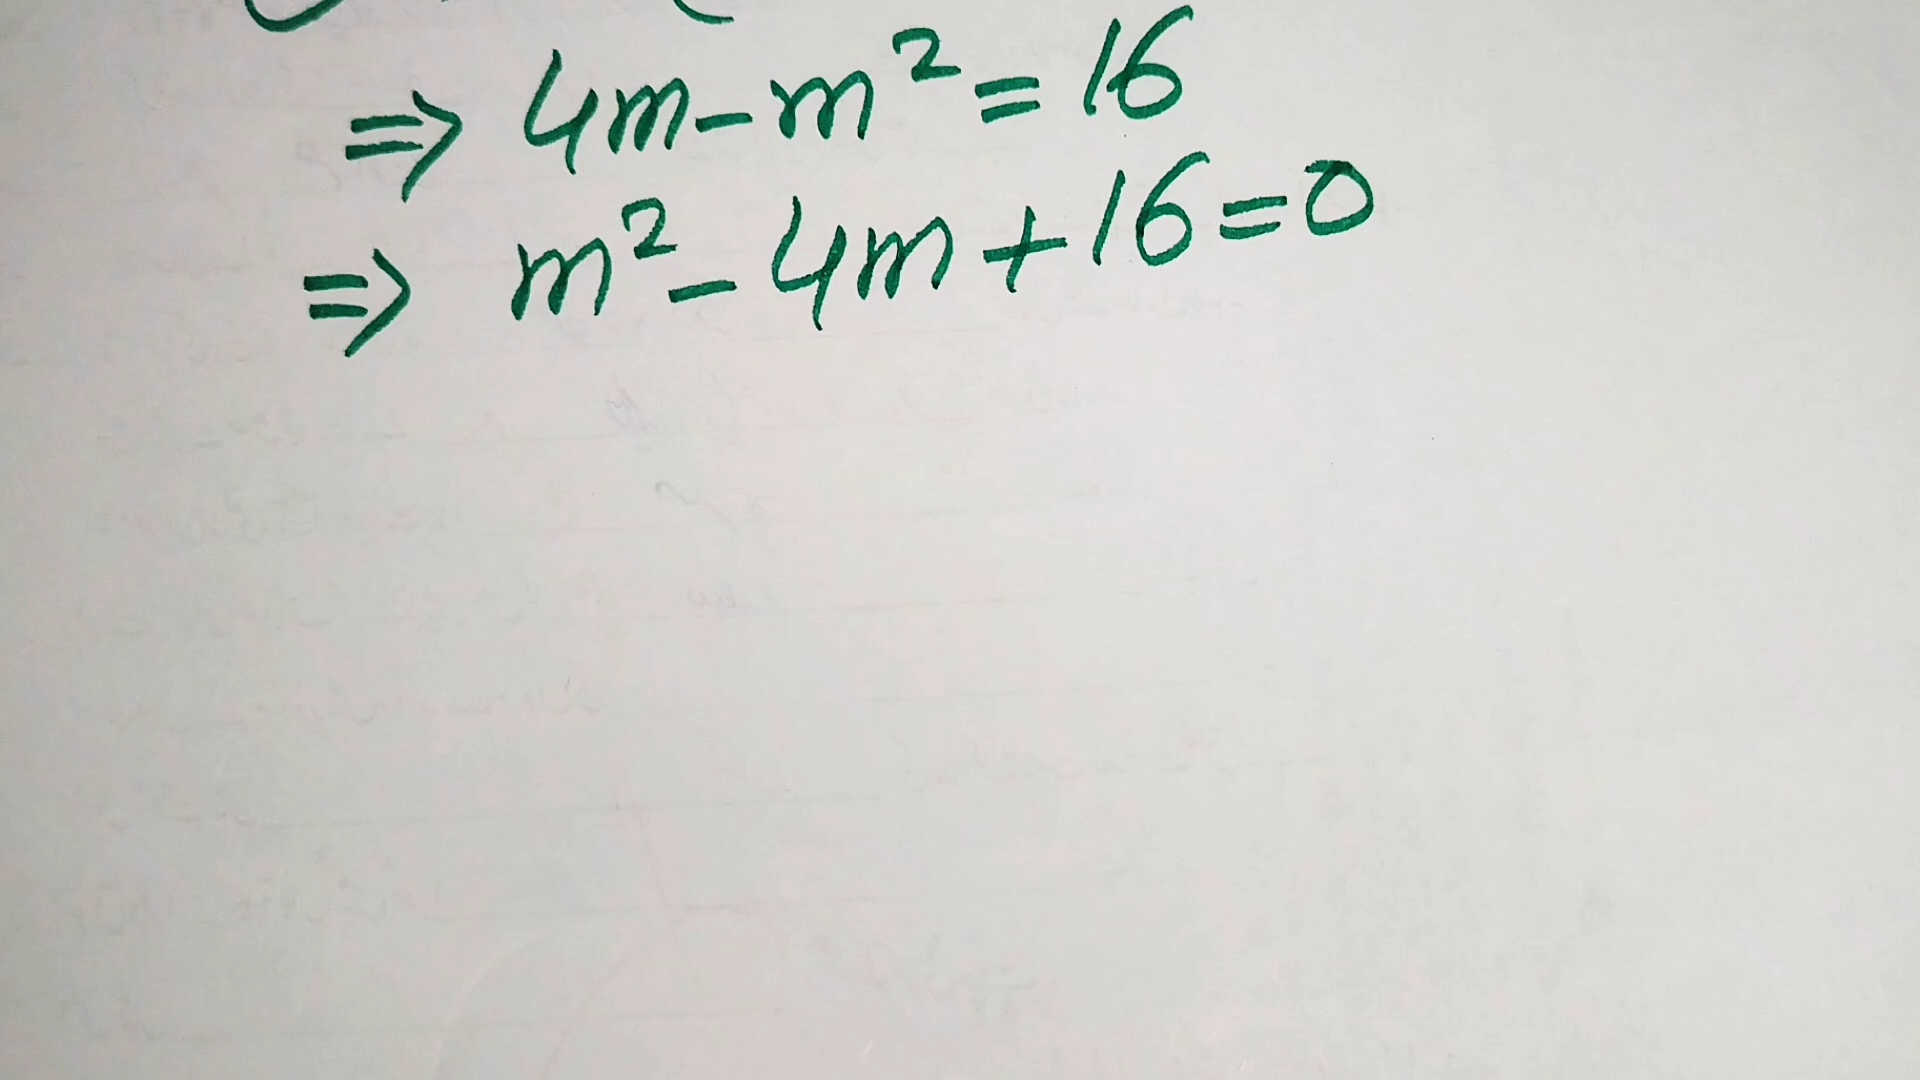 ⇒ 4m-m²=16
⇒ m²-4m+16=0